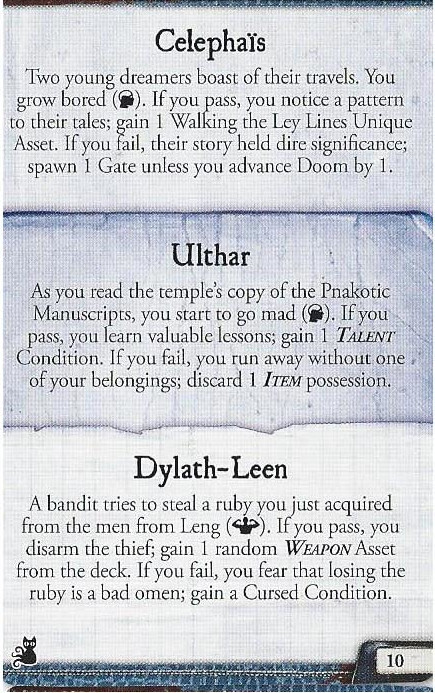 Celephaïs
Two young dreamers boast of their travels. You
grow bored (). If you pass, you notice a pattern
to their tales; gain 1 Walking the Ley Lines Unique
Asset. If you fail, their story held dire significance;
spawn 1 Gate unless you advance Doom by 1.
Ulthar
As you read the temple's copy of the Pnakotic
Manuscripts, you start to go mad (). If you
pass, you learn valuable lessons; gain 1 TALENT
Condition. If you fail, you run away without one
of your belongings; discard 1 ITEM possession.
Dylath-Leen
A bandit tries to steal a ruby you just acquired
from the men from Leng (). If you pass, you
disarm the thief; gain 1 random WEAPON Asset
from the deck. If you fail, you fear that losing the
ruby is a bad omen; gain a Cursed Condition.
10